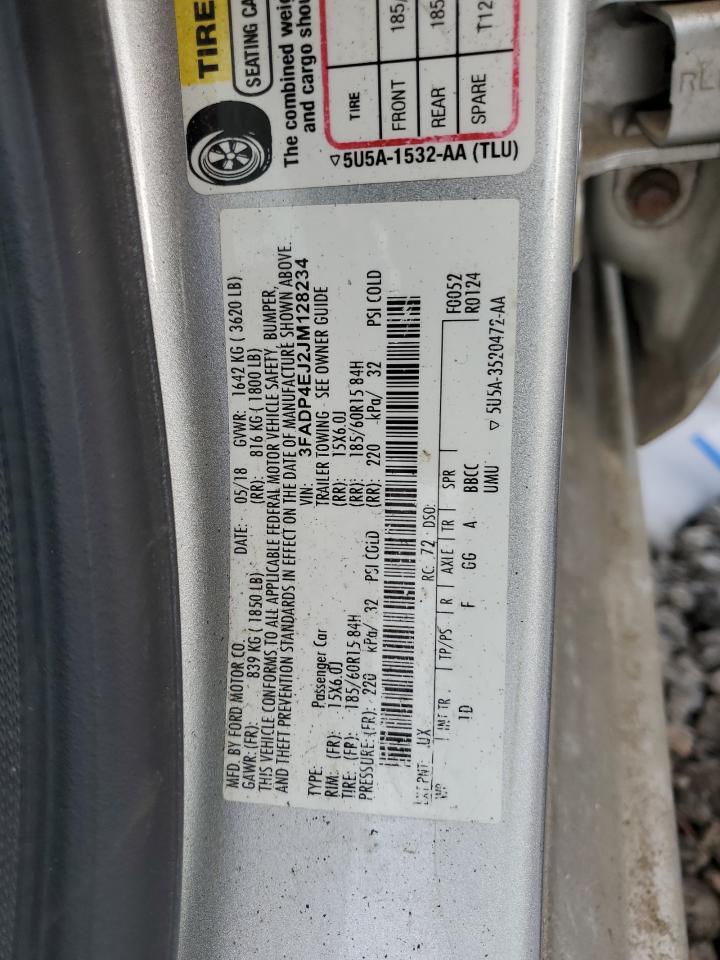 TIRE
SEATING CA
The combined weig
and cargo shou
TIRE
FRONT 185/
REAR 185
SPARE T12
▽5U5A-1532-AA (TLU)
MFD. BY FORD MOTOR CO. DATE: 05/18 GVWR: 1642 KG ( 3620 LB)
GAWR: (FR): 839 KG ( 1850 LB) (RR): 816 KG ( 1800 LB)
THIS VEHICLE CONFORMS TO ALL APPLICABLE FEDERAL MOTOR VEHICLE SAFETY, BUMPER,
AND THEFT PREVENTION STANDARDS IN EFFECT ON THE DATE OF MANUFACTURE SHOWN ABOVE.
VIN: 3FADP4EJ2JM128234
TYPE: Passenger Car TRAILER TOWING - SEE OWNER GUIDE
RIM: (FR): 15X6.0J (RR): 15X6.0J
TIRE: (FR): 185/60R15 84H (RR): 185/60R15 84H
PRESSURE: (FR): 220 kPa/ 32 PSI COLD (RR): 220 kPa/ 32 PSI COLD
EXT PNT: UX RC: 72 DSO: F0052
WB INT TR TP/PS R AXLE TR SPR R0124
ID F GG A BBCC
UMU ▽5U5A-3520472-AA
RL